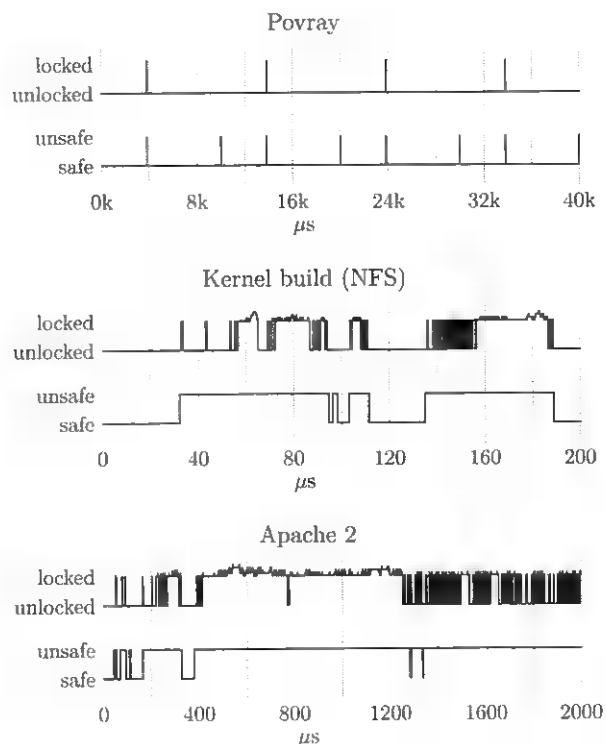 Povray
locked
unlocked
unsafe
safe
0k 8k 16k 24k 32k 40k
μs
Kernel build (NFS)
locked
unlocked
unsafe
safe
0 40 80 120 160 200
μs
Apache 2
locked
unlocked
unsafe
safe
0 400 800 1200 1600 2000
μs